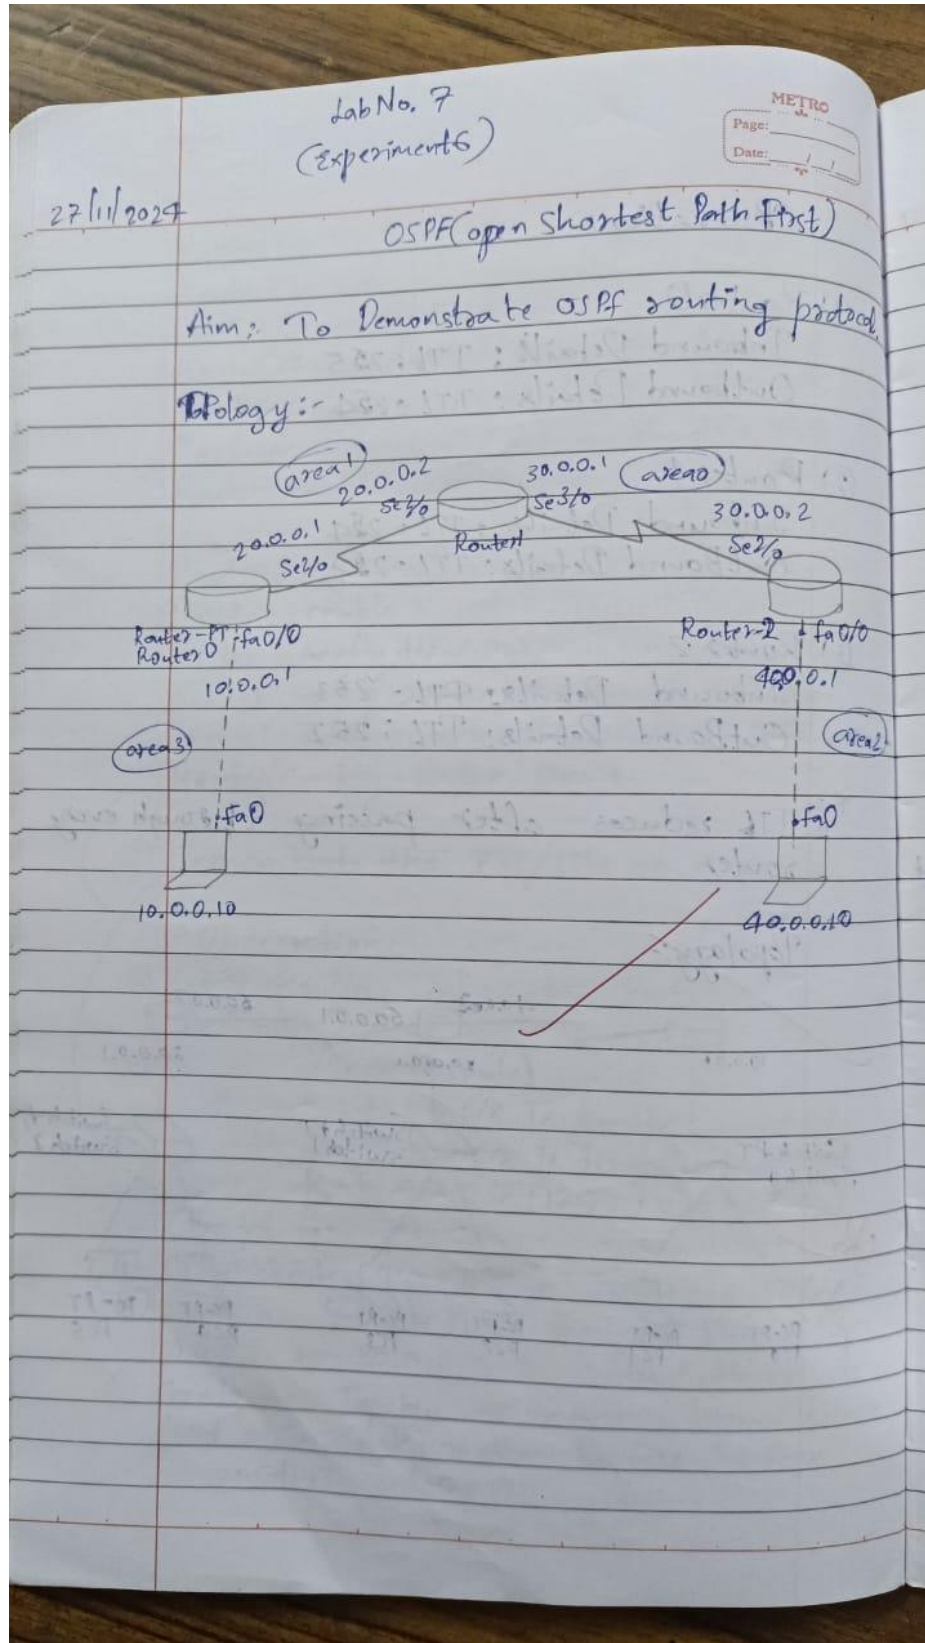 Lab No. 7
(Experiment 6)
METRO
Page:
Date:
27/11/2024
OSPF (open Shortest Path First)
Aim: To Demonstrate OSPF routing protocol.
Topology:-
area1
20.0.0.2
30.0.0.1
area0
Se2/0
Se3/0
30.0.0.2
20.0.0.1
Router1
Se2/0
Se2/0
Router-PT
fa0/0
Router0
Router-2
fa0/0
10.0.0.1
40.0.0.1
area3
area2
fa0
fa0
10.0.0.10
40.0.0.10